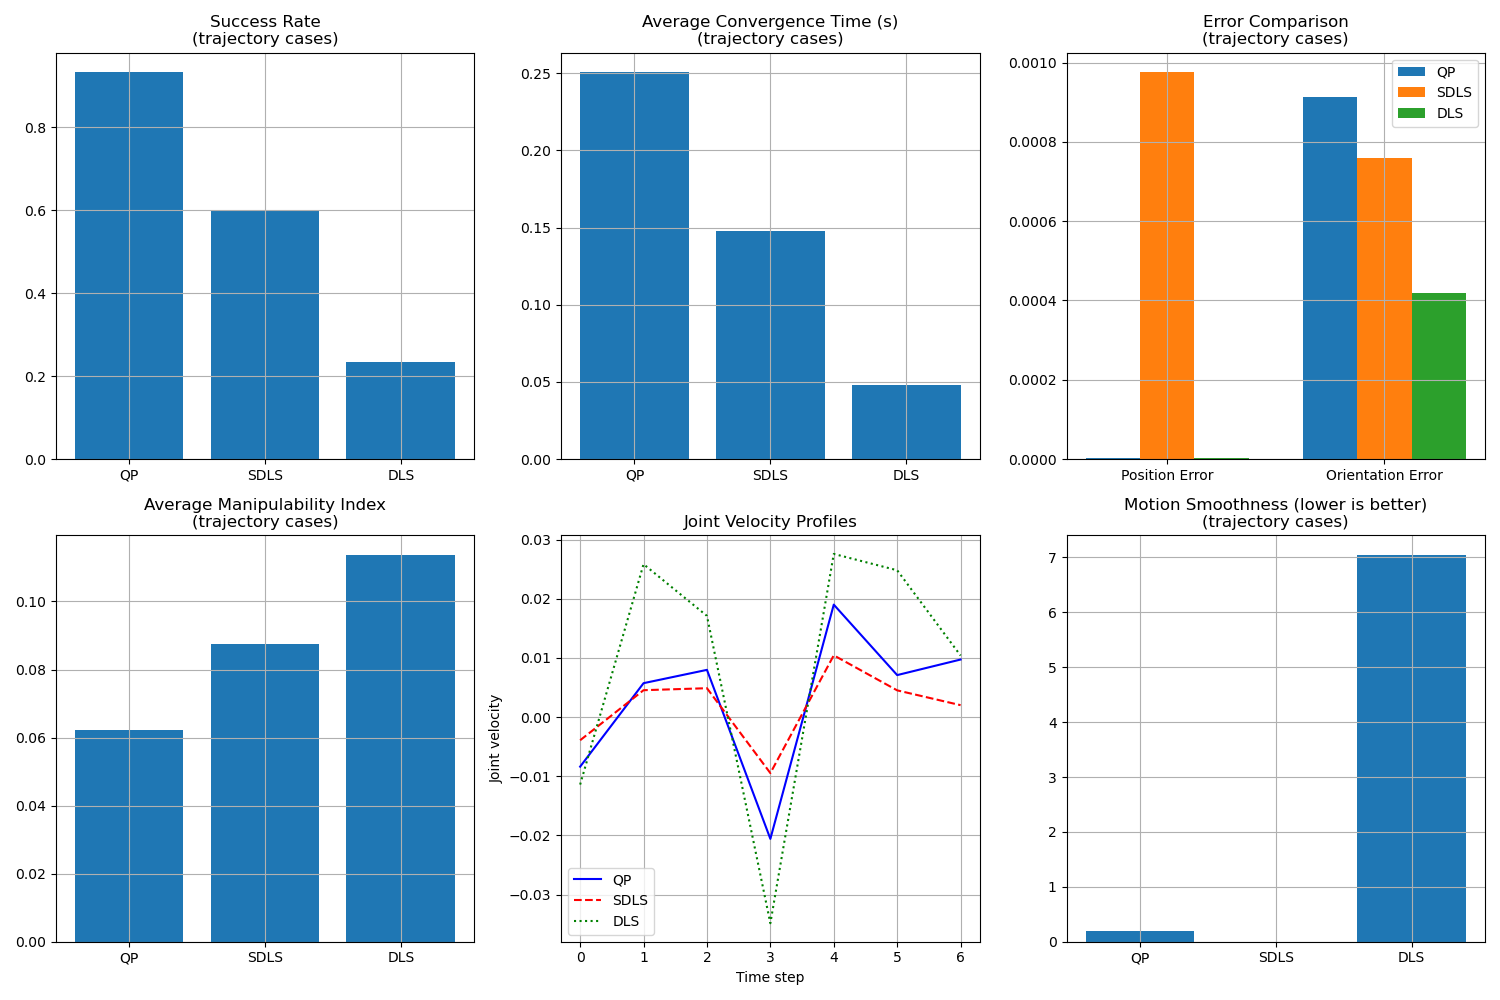 Success Rate
(trajectory cases)
0.8
0.6
0.4
0.2
0.0
QP
SDLS
DLS
Average Convergence Time (s)
(trajectory cases)
0.25
0.20
0.15
0.10
0.05
0.00
QP
SDLS
DLS
Error Comparison
(trajectory cases)
0.0010
0.0008
0.0006
0.0004
0.0002
0.0000
QP
SDLS
DLS
Position Error
Orientation Error
Average Manipulability Index
(trajectory cases)
0.10
0.08
0.06
0.04
0.02
0.00
QP
SDLS
DLS
Joint Velocity Profiles
Joint velocity
0.03
0.02
0.01
0.00
−0.01
−0.02
−0.03
QP
SDLS
DLS
0
1
2
3
4
5
6
Time step
Motion Smoothness (lower is better)
(trajectory cases)
7
6
5
4
3
2
1
0
QP
SDLS
DLS